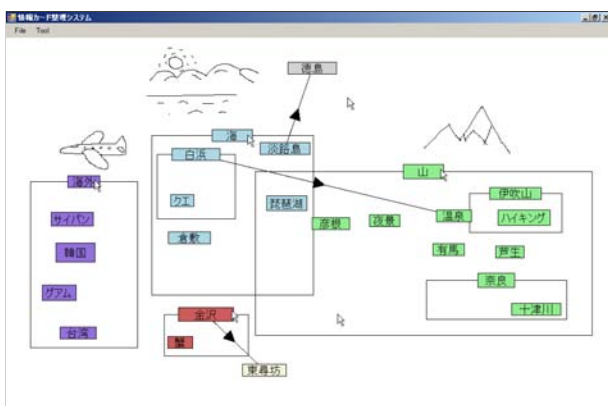 情報カード整理システム
File Tool
徳島
海
白浜
淡路島
クエ
琵琶湖
倉敷
海外
サイパン
韓国
グアム
台湾
山
伊吹山
温泉
ハイキング
彦根
夜景
有馬
芦生
奈良
十津川
金沢
蟹
東尋坊